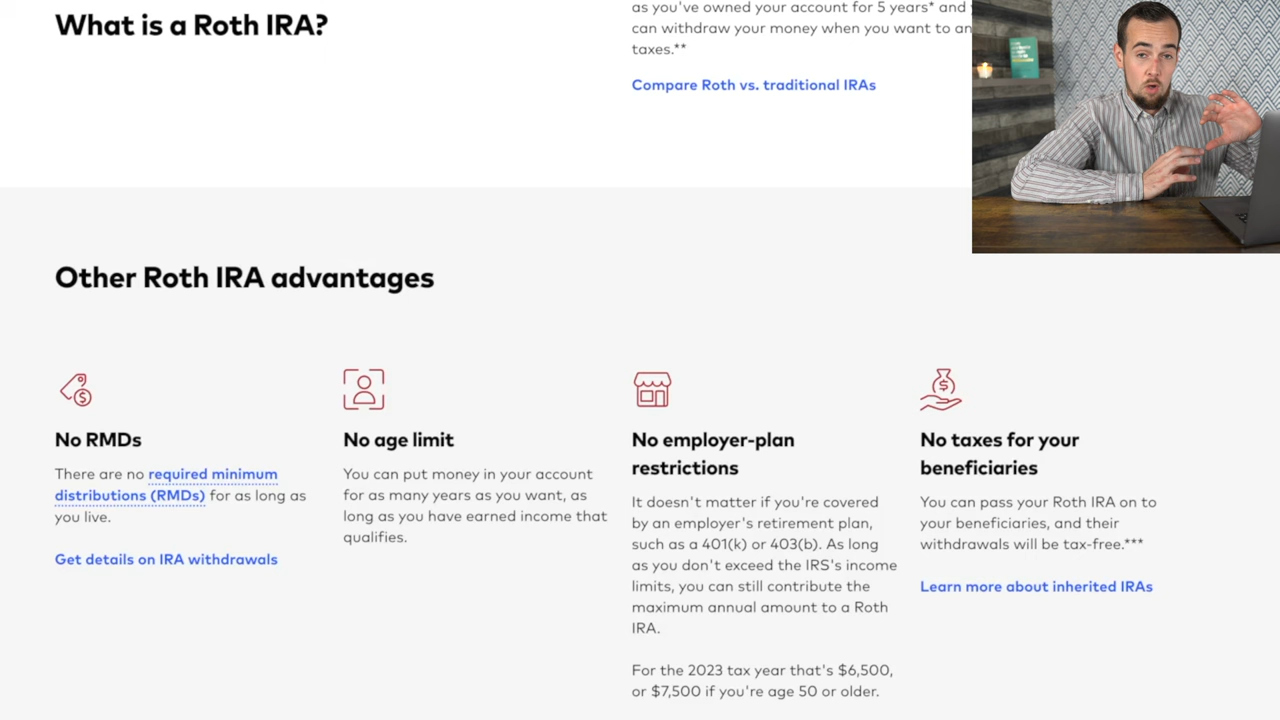 What is a Roth IRA?
as you've owned your account for 5 years* and
can withdraw your money when you want to
taxes.**
Compare Roth vs. traditional IRAs
Other Roth IRA advantages
No RMDs
There are no required minimum
distributions (RMDs) for as long as
you live.
Get details on IRA withdrawals
No age limit
You can put money in your account
for as many years as you want, as
long as you have earned income that
qualifies.
No employer-plan
restrictions
It doesn't matter if you're covered
by an employer's retirement plan,
such as a 401(k) or 403(b). As long
as you don't exceed the IRS's income
limits, you can still contribute the
maximum annual amount to a Roth
IRA.
For the 2023 tax year that's $6,500,
or $7,500 if you're age 50 or older.
No taxes for your
beneficiaries
You can pass your Roth IRA on to
your beneficiaries, and their
withdrawals will be tax-free.***
Learn more about inherited IRAs